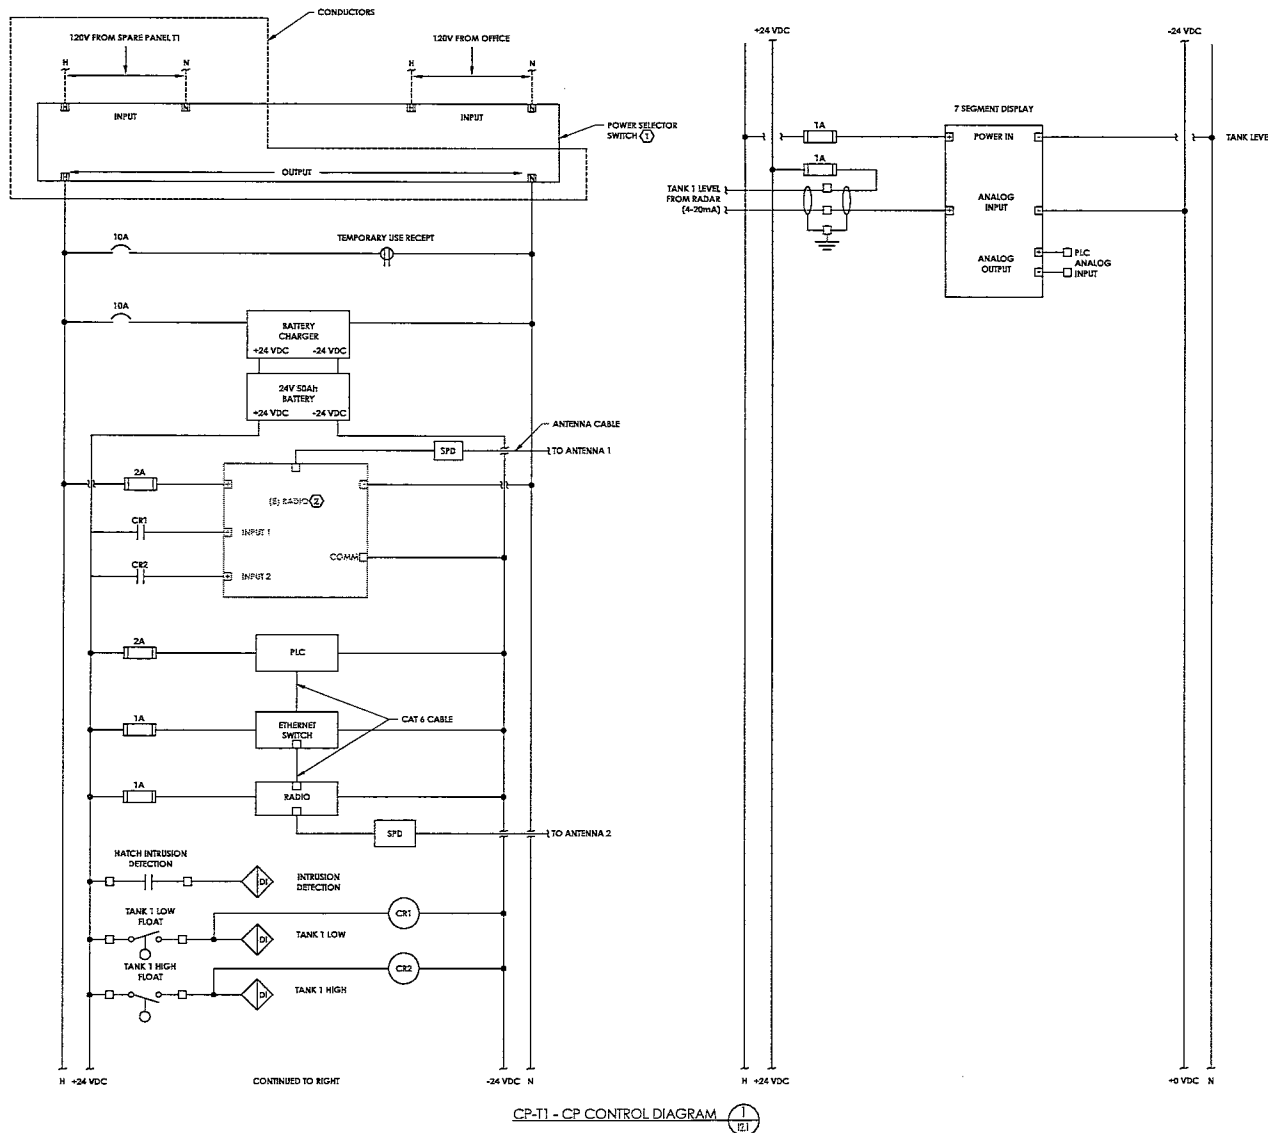 CONDUCTORS
120V FROM SPARE PANEL T1
120V FROM OFFICE
H
N
H
N
H
N
H
N
INPUT
INPUT
POWER SELECTOR
SWITCH 1
OUTPUT
H
N
10A
TEMPORARY USE RECEPT
10A
BATTERY
CHARGER
+24 VDC -24 VDC
24V 50Ah
BATTERY
+24 VDC -24 VDC
ANTENNA CABLE
SPD
TO ANTENNA 1
2A
(E) RADIO 2
CR1
INPUT 1
COMM
CR2
INPUT 2
2A
PLC
CAT 6 CABLE
1A
ETHERNET
SWITCH
1A
RADIO
SPD
TO ANTENNA 2
HATCH INTRUSION
DETECTION
DI
INTRUSION
DETECTION
TANK 1 LOW
FLOAT
CR1
DI
TANK 1 LOW
TANK 1 HIGH
FLOAT
CR2
DI
TANK 1 HIGH
H +24 VDC
CONTINUED TO RIGHT
-24 VDC N
+24 VDC
-24 VDC
7 SEGMENT DISPLAY
1A
POWER IN
TANK LEVE
1A
TANK 1 LEVEL
FROM RADAR
(4-20mA)
ANALOG
INPUT
ANALOG
OUTPUT
PLC
ANALOG
INPUT
H +24 VDC
+0 VDC N
CP-T1 - CP CONTROL DIAGRAM
1
12.1